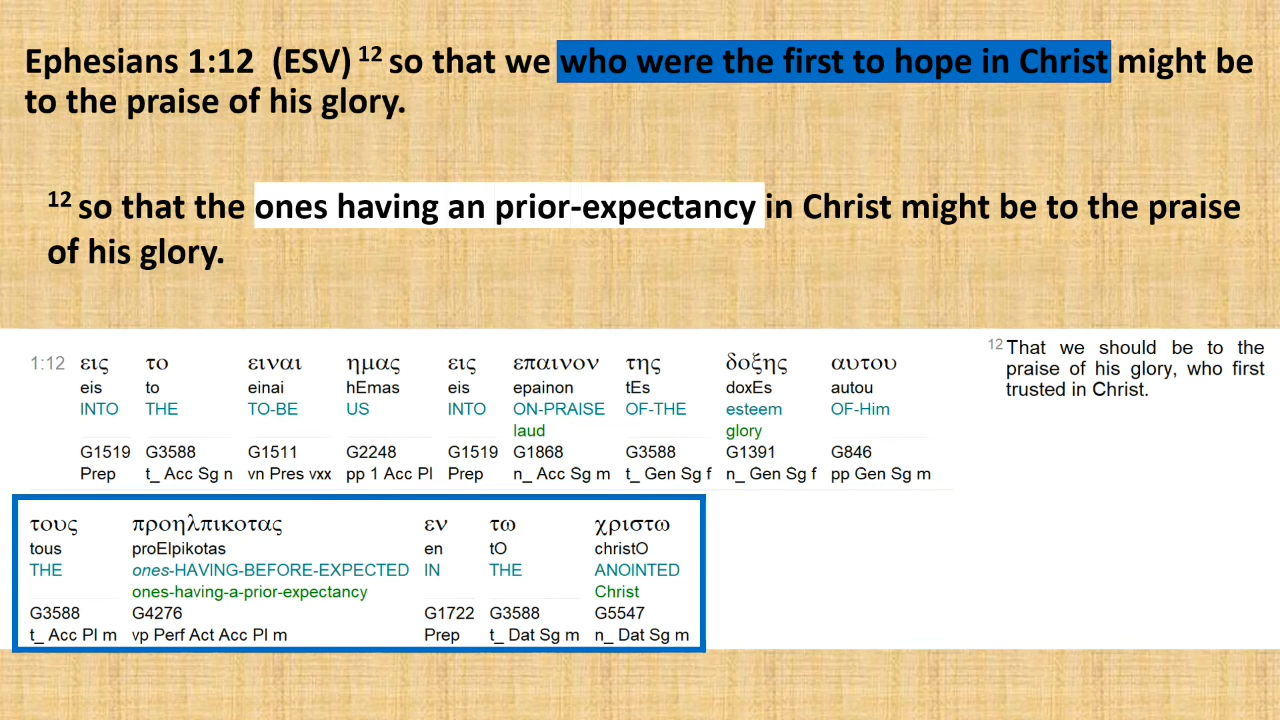 Ephesians 1:12 (ESV) 12 so that we who were the first to hope in Christ might be
to the praise of his glory.
12 so that the ones having an prior-expectancy in Christ might be to the praise
of his glory.
1:12 εις το ειναι ημας εις επαινον της δοξης αυτου
eis to einai hEmas eis epainon tEs doxEs autou
INTO THE TO-BE US INTO ON-PRAISE OF-THE esteem OF-Him
laud glory
G1519 G3588 G1511 G2248 G1519 G1868 G3588 G1391 G846
Prep t_ Acc Sg n vn Pres vxx pp 1 Acc Pl Prep n_ Acc Sg m t_ Gen Sg f n_ Gen Sg f pp Gen Sg m
τους προηλπικοτας εν τω χριστω
tous proElpikotas en tO christO
THE ones-HAVING-BEFORE-EXPECTED IN THE ANOINTED
ones-having-a-prior-expectancy Christ
G3588 G4276 G1722 G3588 G5547
t_ Acc Pl m vp Perf Act Acc Pl m Prep t_ Dat Sg m n_ Dat Sg m
12 That we should be to the
praise of his glory, who first
trusted in Christ.